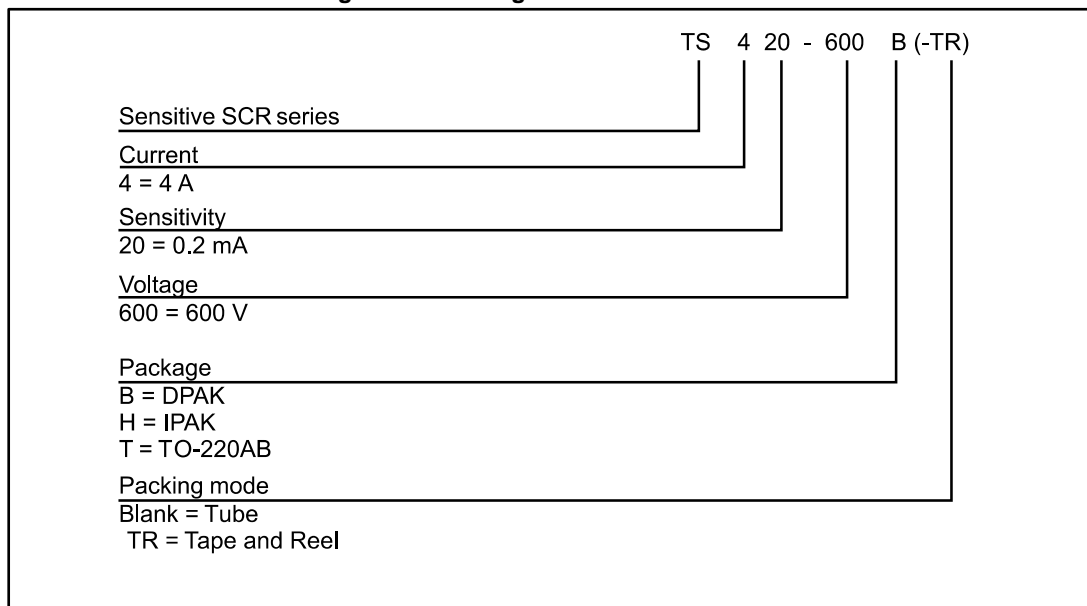 TS 4 20 - 600 B (-TR)
Sensitive SCR series
Current
4 = 4 A
Sensitivity
20 = 0.2 mA
Voltage
600 = 600 V
Package
B = DPAK
H = IPAK
T = TO-220AB
Packing mode
Blank = Tube
TR = Tape and Reel